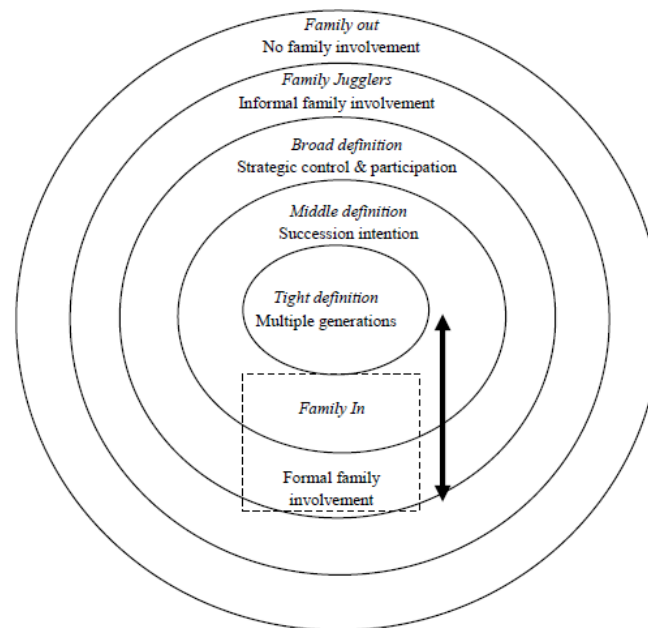 Family out
No family involvement
Family Jugglers
Informal family involvement
Broad definition
Strategic control & participation
Middle definition
Succession intention
Tight definition
Multiple generations
Family In
Formal family
involvement